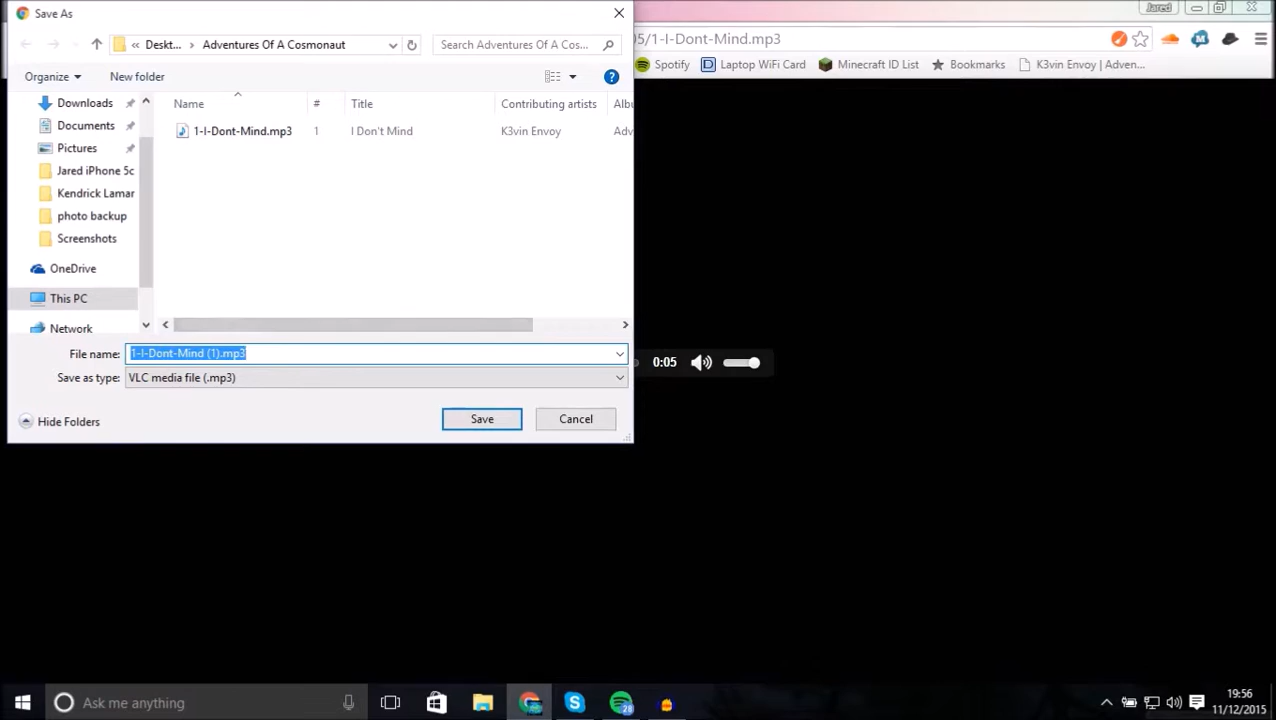 Save As
Jared
« Deskt... > Adventures Of A Cosmonaut
Search Adventures Of A Cos...
05/1-I-Dont-Mind.mp3
Organize
New folder
Spotify
Laptop WiFi Card
Minecraft ID List
Bookmarks
K3vin Envoy | Adven...
Downloads
Documents
Pictures
Jared iPhone 5c
Kendrick Lamar
photo backup
Screenshots
OneDrive
This PC
Network
Name # Title Contributing artists Albu
1-I-Dont-Mind.mp3 1 I Don't Mind K3vin Envoy Adv
File name: 1-I-Dont-Mind (1).mp3
Save as type: VLC media file (.mp3)
0:05
Hide Folders
Save
Cancel
Ask me anything
28
19:56
11/12/2015